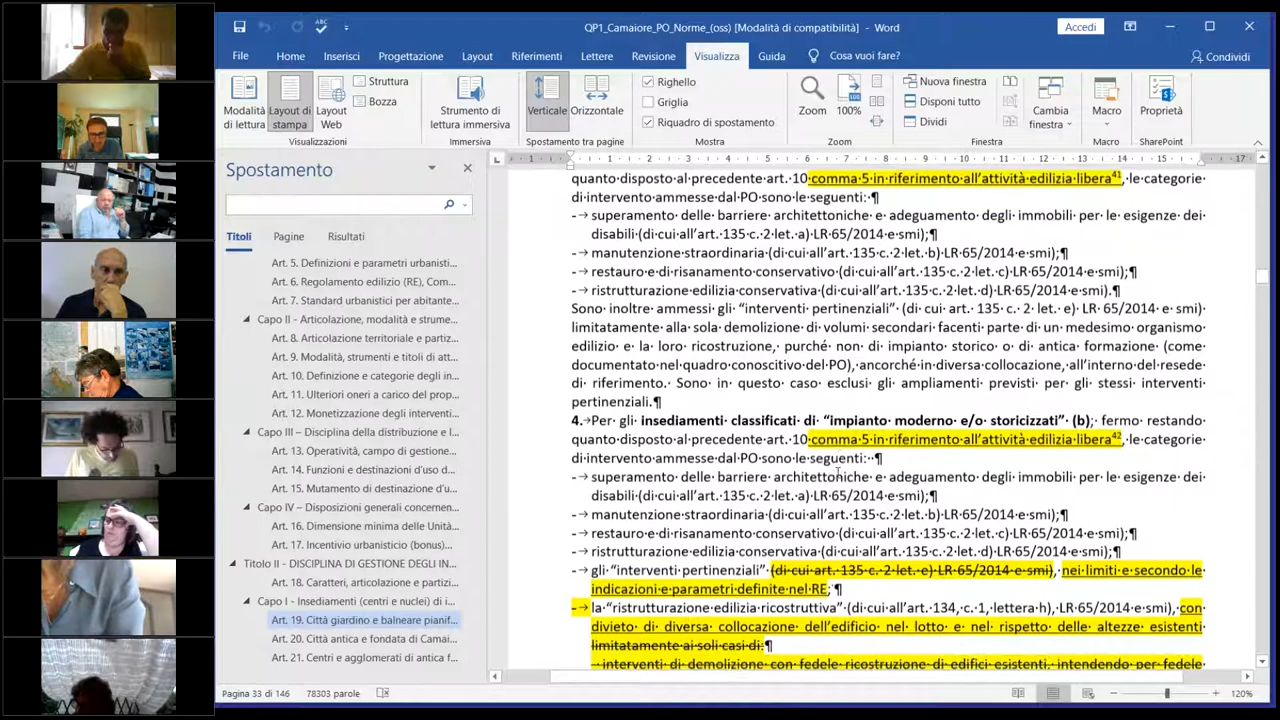 QP1_Camaiore_PO_Norme_(oss) [Modalità di compatibilità] - Word
Accedi
File Home Inserisci Progettazione Layout Riferimenti Lettere Revisione Visualizza Guida Cosa vuoi fare? Condividi
Modalità di lettura
Layout di stampa
Layout Web
Struttura
Bozza
Visualizzazioni
Strumento di lettura immersiva
Immersiva
Verticale
Orizzontale
Spostamento tra pagine
Righello
Griglia
Riquadro di spostamento
Mostra
Zoom
100%
Zoom
Nuova finestra
Disponi tutto
Dividi
Cambia finestra
Finestra
Macro
Macro
Proprietà
SharePoint
Spostamento
Titoli Pagine Risultati
Art. 5. Definizioni e parametri urbanisti...
Art. 6. Regolamento edilizio (RE), Com...
Art. 7. Standard urbanistici per abitante...
Capo II - Articolazione, modalità e strume...
Art. 8. Articolazione territoriale e partiz...
Art. 9. Modalità, strumenti e titoli di att...
Art. 10. Definizione e categorie degli in...
Art. 11. Ulteriori oneri a carico del prop...
Art. 12. Monetizzazione degli interventi...
Capo III – Disciplina della distribuzione e l...
Art. 13. Operatività, campo di gestione...
Art. 14. Funzioni e destinazioni d'uso d...
Art. 15. Mutamento di destinazione d'u...
Capo IV – Disposizioni generali concernen...
Art. 16. Dimensione minima delle Unità...
Art. 17. Incentivo urbanisticio (bonus)...
Titolo II - DISCIPLINA DI GESTIONE DEGLI IN...
Art. 18. Caratteri, articolazione e partizi...
Capo I - Insediamenti (centri e nuclei) di i...
Art. 19. Città giardino e balneare pianif...
Art. 20. Città antica e fondata di Camai...
Art. 21. Centri e agglomerati di antica f...
quanto disposto al precedente art. 10 comma 5 in riferimento all'attività edilizia libera41, le categorie
di intervento ammesse dal PO sono le seguenti: ¶
- → superamento delle barriere architettoniche e adeguamento degli immobili per le esigenze dei
disabili (di cui all'art. 135 c. 2 let. a) LR 65/2014 e smi);¶
- → manutenzione straordinaria (di cui all'art. 135 c. 2 let. b) LR 65/2014 e smi);¶
- → restauro e di risanamento conservativo (di cui all'art. 135 c. 2 let. c) LR 65/2014 e smi);¶
- → ristrutturazione edilizia conservativa (di cui all'art. 135 c. 2 let. d) LR 65/2014 e smi).¶
Sono inoltre ammessi gli "interventi pertinenziali" (di cui art. 135 c. 2 let. e) LR 65/2014 e smi)
limitatamente alla sola demolizione di volumi secondari facenti parte di un medesimo organismo
edilizio e la loro ricostruzione, purché non di impianto storico o di antica formazione (come
documentato nel quadro conoscitivo del PO), ancorché in diversa collocazione, all'interno del resede
di riferimento. Sono in questo caso esclusi gli ampliamenti previsti per gli stessi interventi
pertinenziali.¶
4.→Per gli insediamenti classificati di "impianto moderno e/o storicizzati" (b); fermo restando
quanto disposto al precedente art. 10 comma 5 in riferimento all'attività edilizia libera42, le categorie
di intervento ammesse dal PO sono le seguenti: ¶
- → superamento delle barriere architettoniche e adeguamento degli immobili per le esigenze dei
disabili (di cui all'art. 135 c. 2 let. a) LR 65/2014 e smi);¶
- → manutenzione straordinaria (di cui all'art. 135 c. 2 let. b) LR 65/2014 e smi);¶
- → restauro e di risanamento conservativo (di cui all'art. 135 c. 2 let. c) LR 65/2014 e smi);¶
- → ristrutturazione edilizia conservativa (di cui all'art. 135 c. 2 let. d) LR 65/2014 e smi);¶
- → gli "interventi pertinenziali" (di cui art. 135 c. 2 let. e) LR 65/2014 e smi), nei limiti e secondo le
indicazioni e parametri definite nel RE; ¶
- → la "ristrutturazione edilizia ricostruttiva" (di cui all'art. 134, c. 1, lettera h), LR 65/2014 e smi), con
divieto di diversa collocazione dell'edificio nel lotto e nel rispetto delle altezze esistenti
limitatamente ai soli casi di:¶
- interventi di demolizione con fedele ricostruzione di edifici esistenti, intendendo per fedele
Pagina 33 di 146 78303 parole 120%